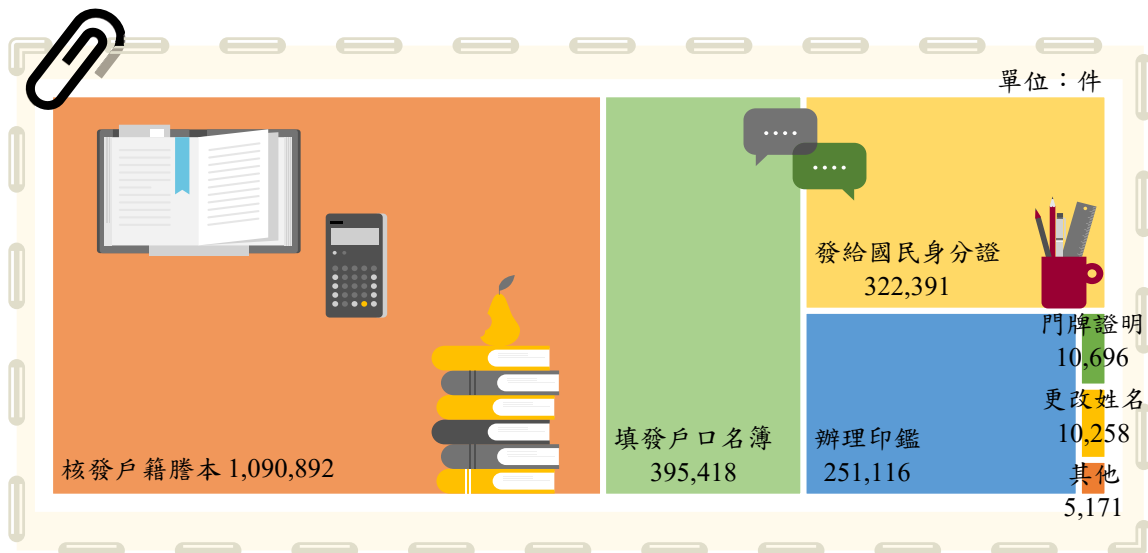 單位：件
核發戶籍謄本 1,090,892
填發戶口名簿
395,418
發給國民身分證
322,391
辦理印鑑
251,116
門牌證明
10,696
更改姓名
10,258
其他
5,171